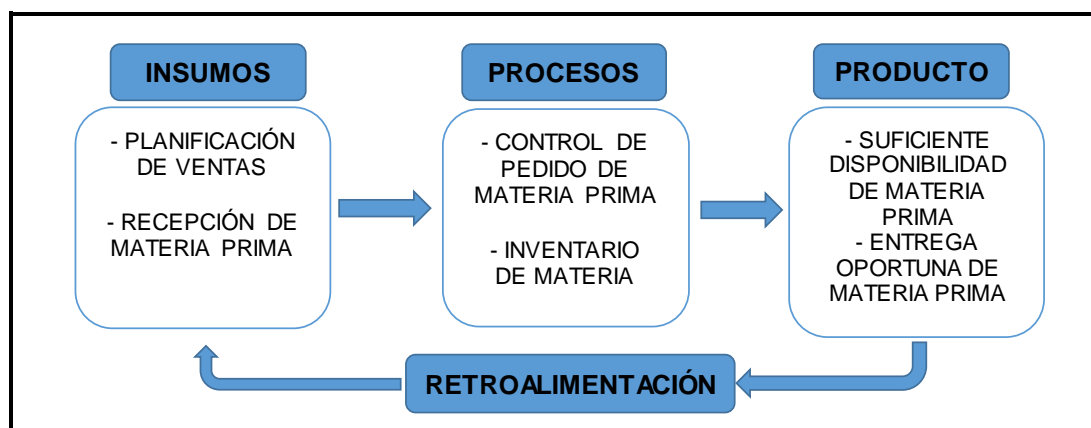 INSUMOS
- PLANIFICACIÓN
DE VENTAS
- RECEPCIÓN DE
MATERIA PRIMA
PROCESOS
- CONTROL DE
PEDIDO DE
MATERIA PRIMA
- INVENTARIO
DE MATERIA
PRODUCTO
- SUFICIENTE
DISPONIBILIDAD
DE MATERIA
PRIMA
- ENTREGA
OPORTUNA DE
MATERIA PRIMA
RETROALIMENTACIÓN